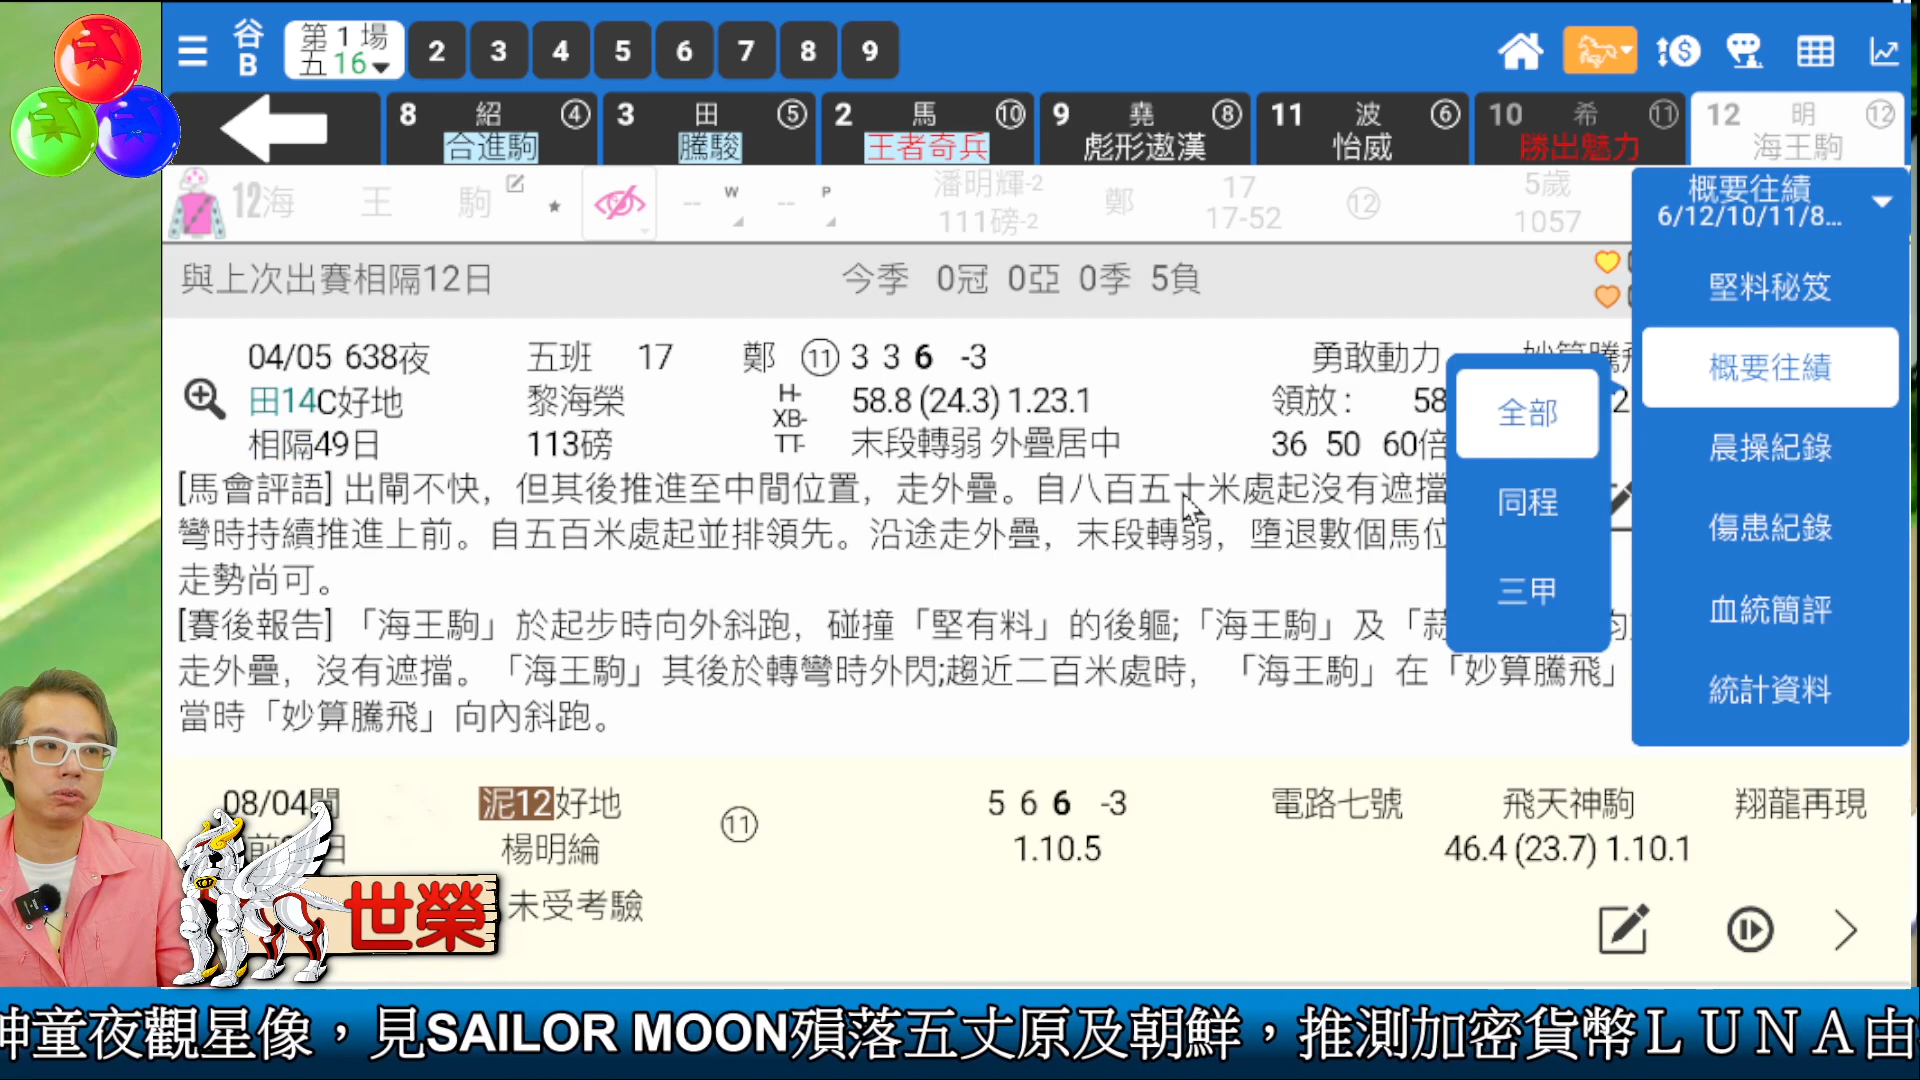 谷B 第1場 五16 2 3 4 5 6 7 8 9
8 紹 ④ 合進駒
3 田 ⑤ 騰駿
2 馬 ⑩ 王者奇兵
9 堯 ⑧ 彪形遨漢
11 波 ⑥ 怡威
10 希 ⑪ 勝出魅力
12 明 ⑫ 海王駒
12海王駒 -- W -- P 潘明輝-2 鄭 17 ⑫ 5歲
111磅-2 17-52 1057
概要往績
6/12/10/11/8...
與上次出賽相隔12日 今季 0冠 0亞 0季 5負
堅料秘笈
概要往績
晨操紀錄
傷患紀錄
血統簡評
統計資料
全部
同程
三甲
04/05 638夜 五班 17 鄭 ⑪ 3 3 6 -3 勇敢動力 妙算騰飛
田14C好地 黎海榮 H- XB- TT- 58.8 (24.3) 1.23.1 領放: 58
相隔49日 113磅 末段轉弱 外疊居中 36 50 60倍
[馬會評語] 出閘不快，但其後推進至中間位置，走外疊。自八百五十米處起沒有遮擋
彎時持續推進上前。自五百米處起並排領先。沿途走外疊，末段轉弱，墮退數個馬位
走勢尚可。
[賽後報告] 「海王駒」於起步時向外斜跑，碰撞「堅有料」的後軀;「海王駒」及「蒜
走外疊，沒有遮擋。「海王駒」其後於轉彎時外閃;趨近二百米處時，「海王駒」在「妙算騰飛」
當時「妙算騰飛」向內斜跑。
08/04閘 泥12好地 ⑪ 5 6 6 -3 電路七號 飛天神駒 翔龍再現
楊明綸 1.10.5 46.4 (23.7) 1.10.1
未受考驗
世榮
神童夜觀星像，見SAILOR MOON殞落五丈原及朝鮮，推測加密貨幣ＬＵＮＡ由